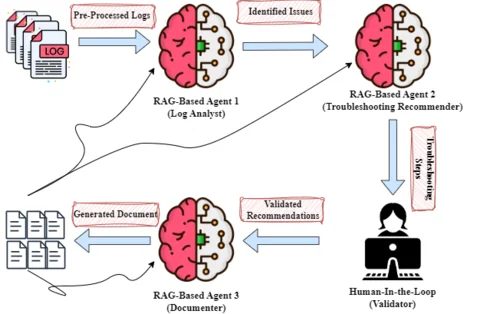 Pre-Processed Logs
Identified Issues
LOG
RAG-Based Agent 1
(Log Analyst)
RAG-Based Agent 2
(Troubleshooting Recommender)
Troubleshooting
Steps
Generated Document
Validated
Recommendations
RAG-Based Agent 3
(Documenter)
Human-In-the-Loop
(Validator)